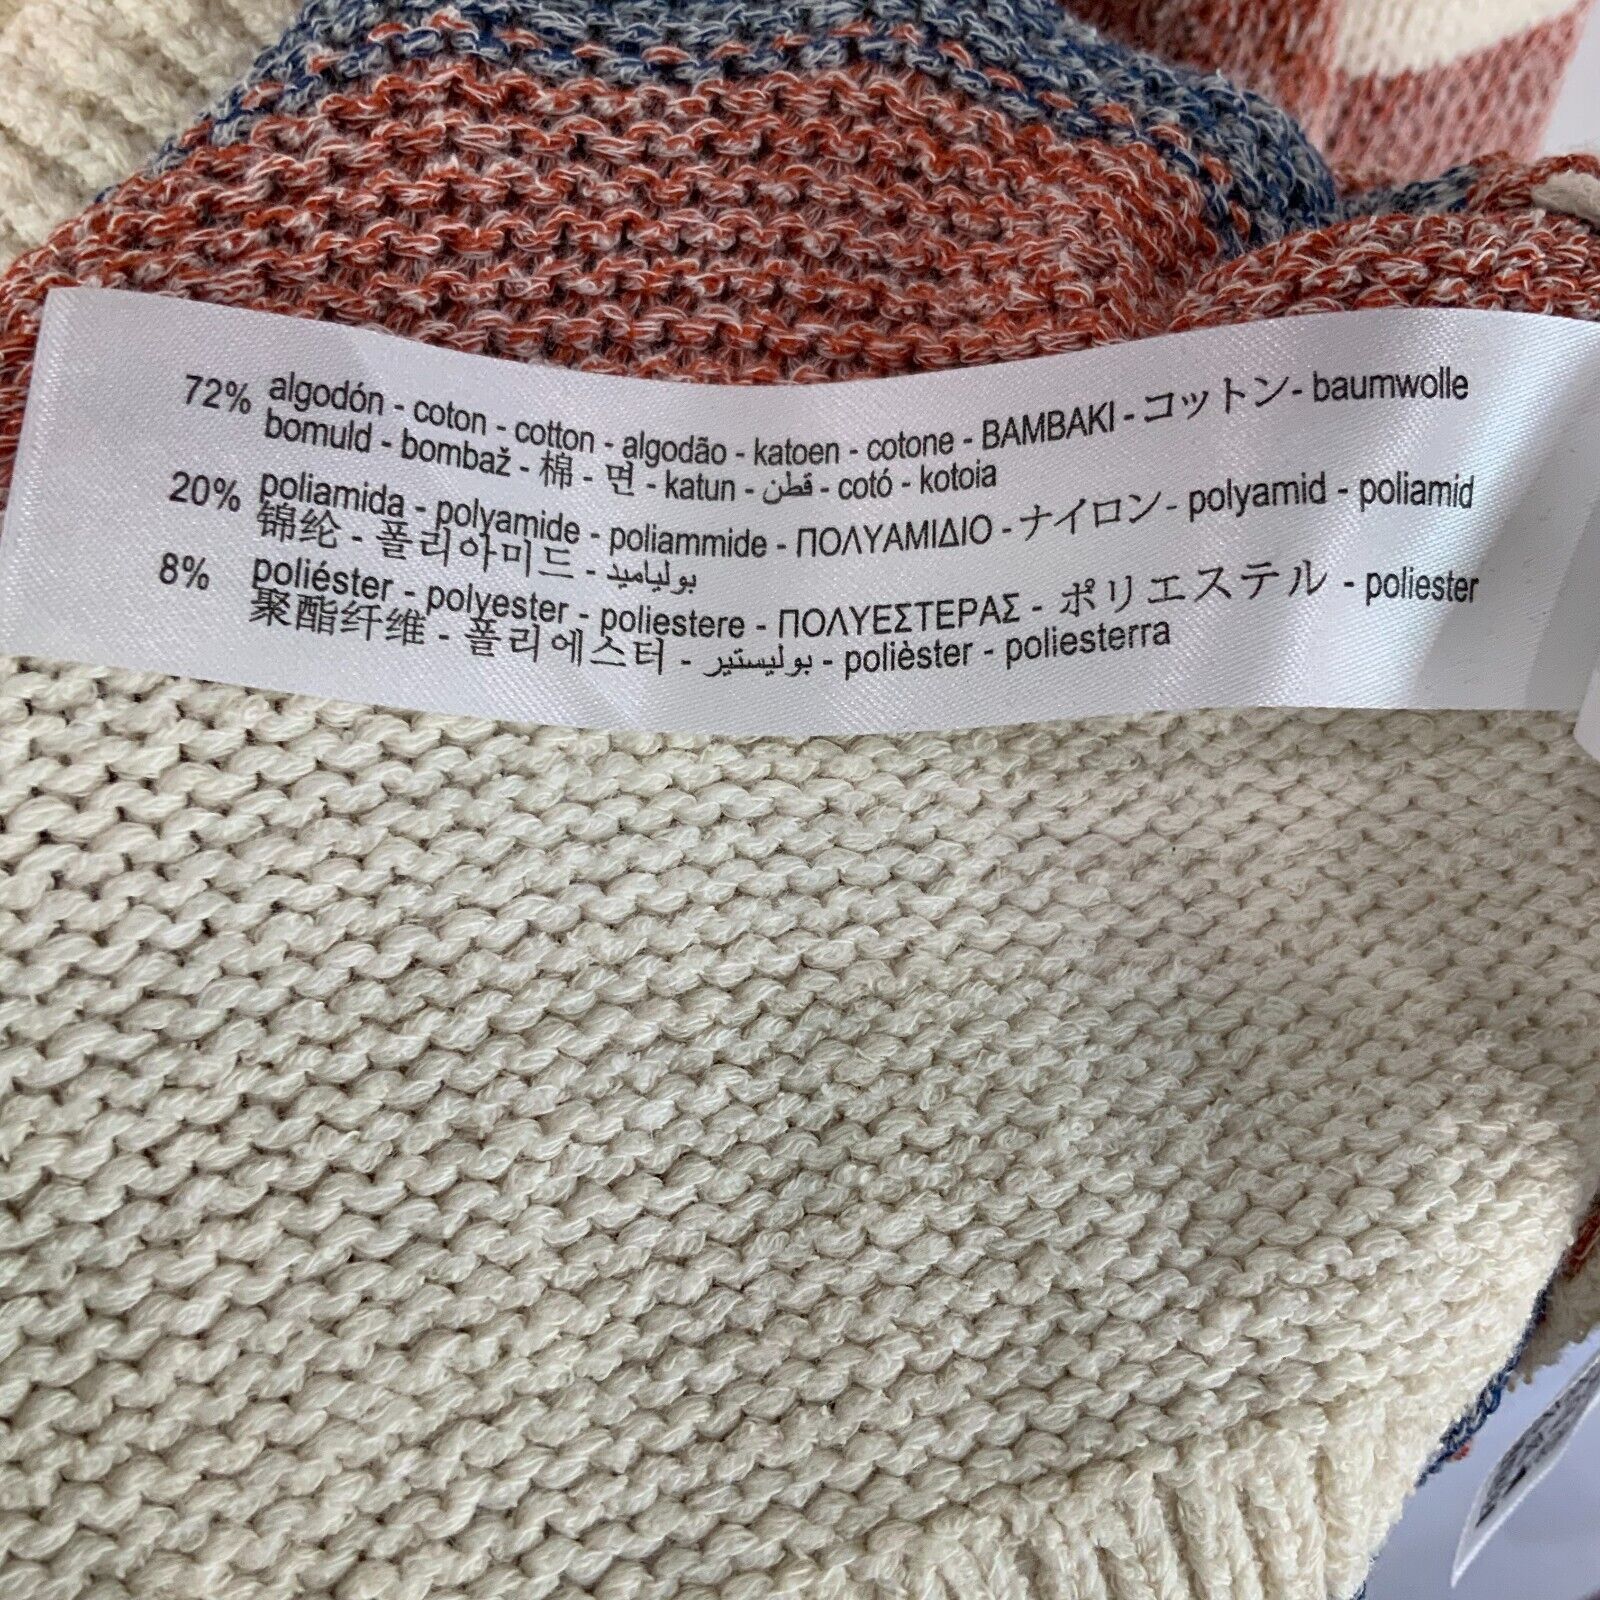 72% algodón - coton - cotton - algodão - katoen - cotone - BAMBAKI - コットン - baumwolle
bomuld - bombaž - 棉 - 면 - katun - قطن - cotó - kotoia
20% poliamida - polyamide - poliammide - ΠΟΛΥΑΜΙΔΙΟ - ナイロン - polyamid - poliamid
锦纶 - 폴리아미드 - بولياميد
8% poliéster - polyester - poliestere - ΠΟΛΥΕΣΤΕΡΑΣ - ポリエステル - poliester
聚酯纤维 - 폴리에스터 - بوليستير - polièster - poliesterra